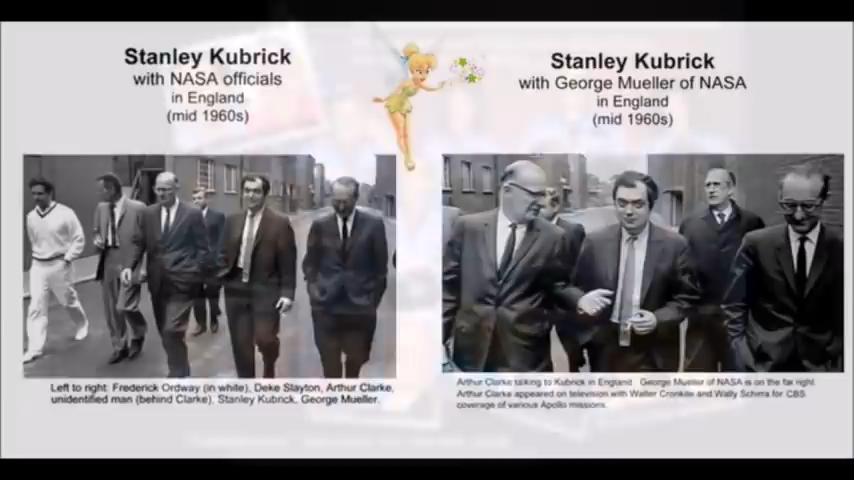 Stanley Kubrick
with NASA officials
in England
(mid 1960s)
Stanley Kubrick
with George Mueller of NASA
in England
(mid 1960s)
Left to right: Frederick Ordway (in white), Deke Slayton, Arthur Clarke,
unidentified man (behind Clarke), Stanley Kubrick, George Mueller.
Arthur Clarke talking to Kubrick in England. George Mueller of NASA is on the far right.
Arthur Clarke appeared on television with Walter Cronkite and Wally Schirra for CBS
coverage of various Apollo missions.